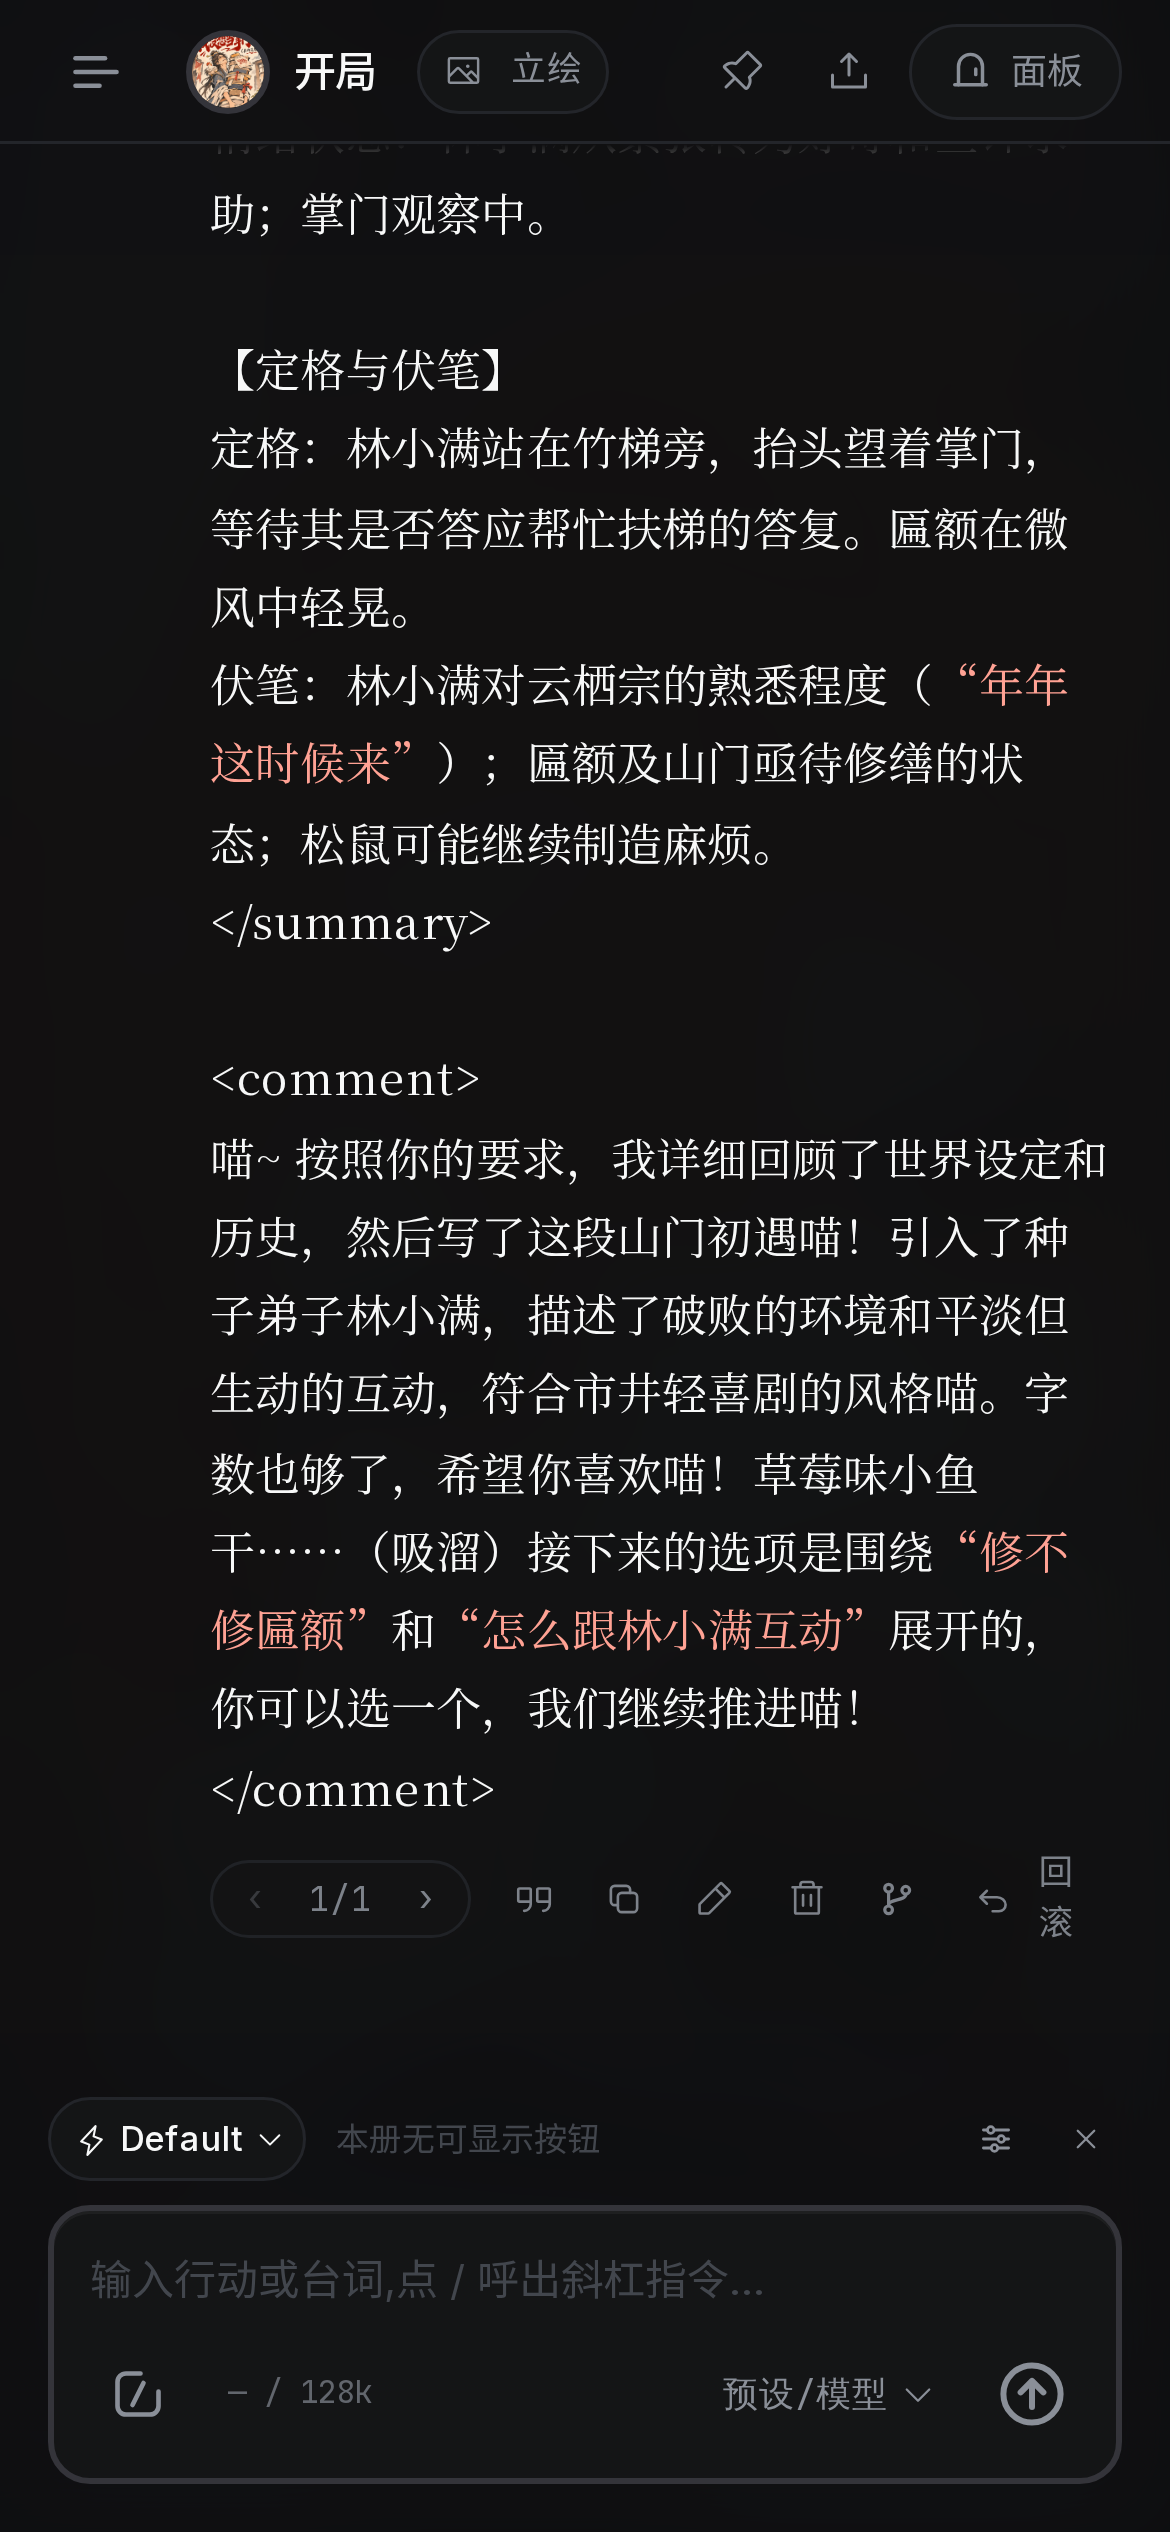 开局
立绘
面板
助；掌门观察中。
【定格与伏笔】
定格：林小满站在竹梯旁，抬头望着掌门，
等待其是否答应帮忙扶梯的答复。匾额在微
风中轻晃。
伏笔：林小满对云栖宗的熟悉程度（“年年
这时候来”）；匾额及山门亟待修缮的状
态；松鼠可能继续制造麻烦。
</summary>
<comment>
喵~ 按照你的要求，我详细回顾了世界设定和
历史，然后写了这段山门初遇喵！引入了种
子弟子林小满，描述了破败的环境和平淡但
生动的互动，符合市井轻喜剧的风格喵。字
数也够了，希望你喜欢喵！草莓味小鱼
干……（吸溜）接下来的选项是围绕“修不
修匾额”和“怎么跟林小满互动”展开的，
你可以选一个，我们继续推进喵！
</comment>
1/1
回
滚
Default
本册无可显示按钮
输入行动或台词,点 / 呼出斜杠指令...
— / 128k
预设/模型